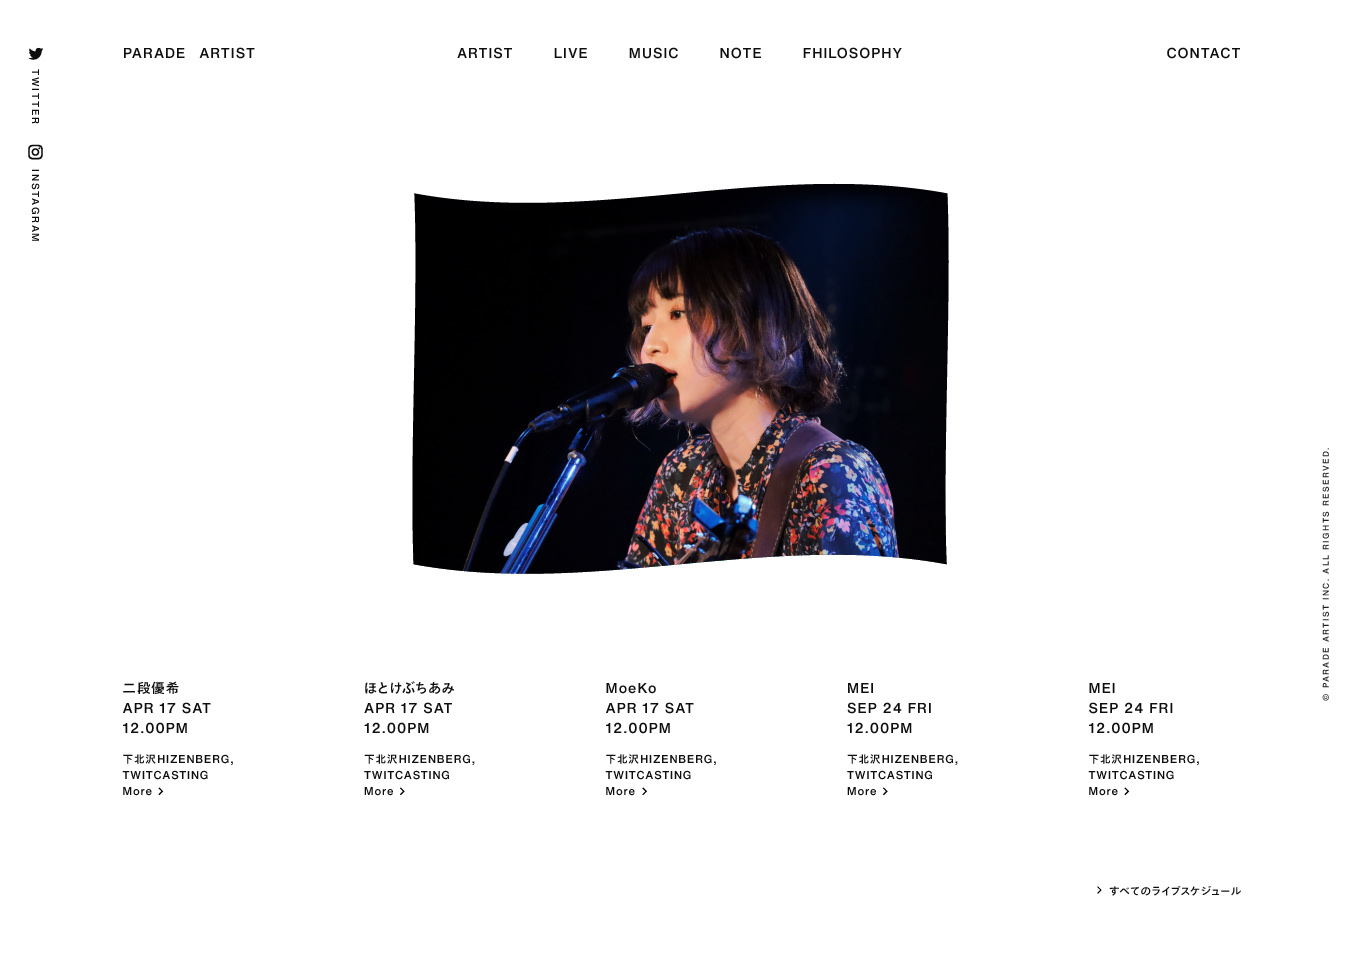 PARADE ARTIST
ARTIST
LIVE
MUSIC
NOTE
FHILOSOPHY
CONTACT
TWITTER
INSTAGRAM
© PARADE ARTIST INC. ALL RIGHTS RESERVED.
二段優希
APR 17 SAT
12.00PM
下北沢HIZENBERG,
TWITCASTING
More
ほとけぶちあみ
APR 17 SAT
12.00PM
下北沢HIZENBERG,
TWITCASTING
More
MoeKo
APR 17 SAT
12.00PM
下北沢HIZENBERG,
TWITCASTING
More
MEI
SEP 24 FRI
12.00PM
下北沢HIZENBERG,
TWITCASTING
More
MEI
SEP 24 FRI
12.00PM
下北沢HIZENBERG,
TWITCASTING
More
すべてのライブスケジュール